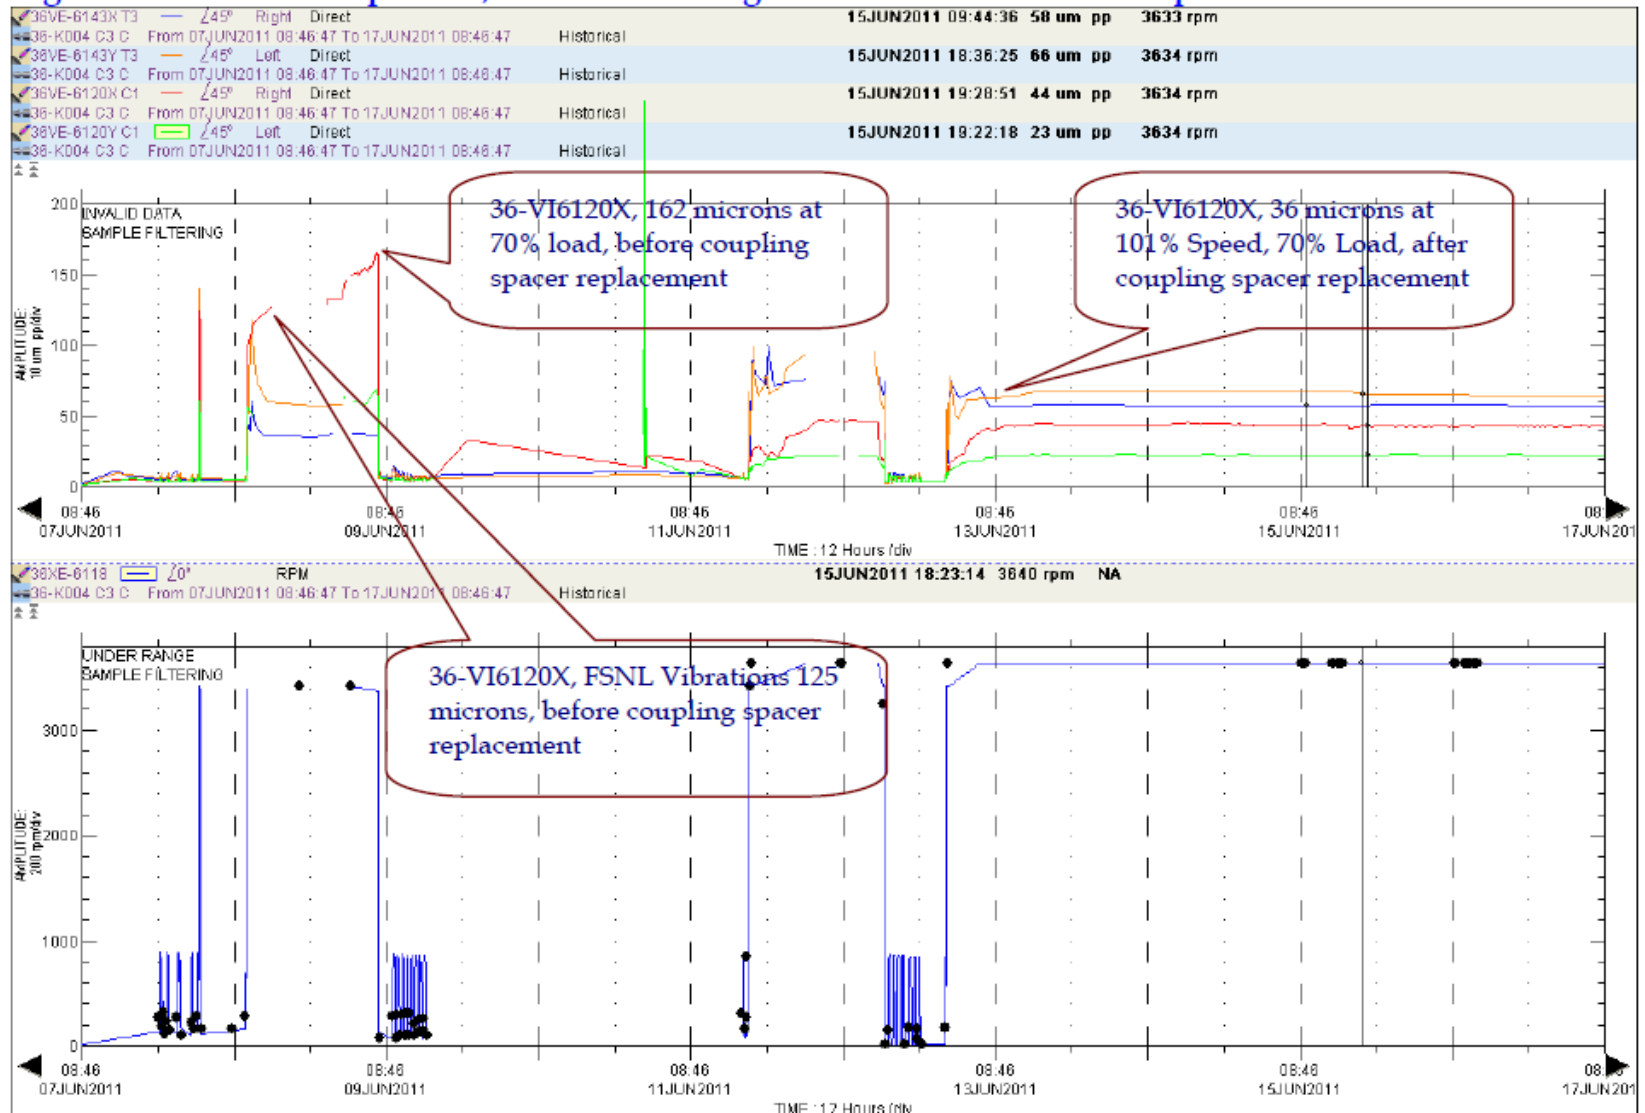 36VE-6143X T3 ∠45° Right Direct 15JUN2011 09:44:36 58 um pp 3633 rpm
36-K004 C3 C From 07JUN2011 08:46:47 To 17JUN2011 08:46:47 Historical
36VE-6143Y T3 ∠45° Left Direct 15JUN2011 18:36:25 66 um pp 3634 rpm
36-K004 C3 C From 07JUN2011 08:46:47 To 17JUN2011 08:46:47 Historical
36VE-6120X C1 ∠45° Right Direct 15JUN2011 19:28:51 44 um pp 3634 rpm
36-K004 C3 C From 07JUN2011 08:46:47 To 17JUN2011 08:46:47 Historical
36VE-6120Y C1 ∠45° Left Direct 15JUN2011 19:22:18 23 um pp 3634 rpm
36-K004 C3 C From 07JUN2011 08:46:47 To 17JUN2011 08:46:47 Historical
INVALID DATA
SAMPLE FILTERING
36-VI6120X, 162 microns at
70% load, before coupling
spacer replacement
36-VI6120X, 36 microns at
101% Speed, 70% Load, after
coupling spacer replacement
200
150
100
50
0
AMPLITUDE:
10 um pp/div
08:46 08:46 08:46 08:46 08:46 08:
07JUN2011 09JUN2011 11JUN2011 13JUN2011 15JUN2011 17JUN201
TIME : 12 Hours /div
36XE-6118 ∠0° RPM 15JUN2011 18:23:14 3640 rpm NA
36-K004 C3 C From 07JUN2011 08:46:47 To 17JUN2011 08:46:47 Historical
UNDER RANGE
SAMPLE FILTERING
36-VI6120X, FSNL Vibrations 125
microns, before coupling spacer
replacement
3000
2000
1000
0
AMPLITUDE:
200 rpm/div
08:46 08:46 08:46 08:46 08:46 08:
07JUN2011 09JUN2011 11JUN2011 13JUN2011 15JUN2011 17JUN201
TIME : 12 Hours /div